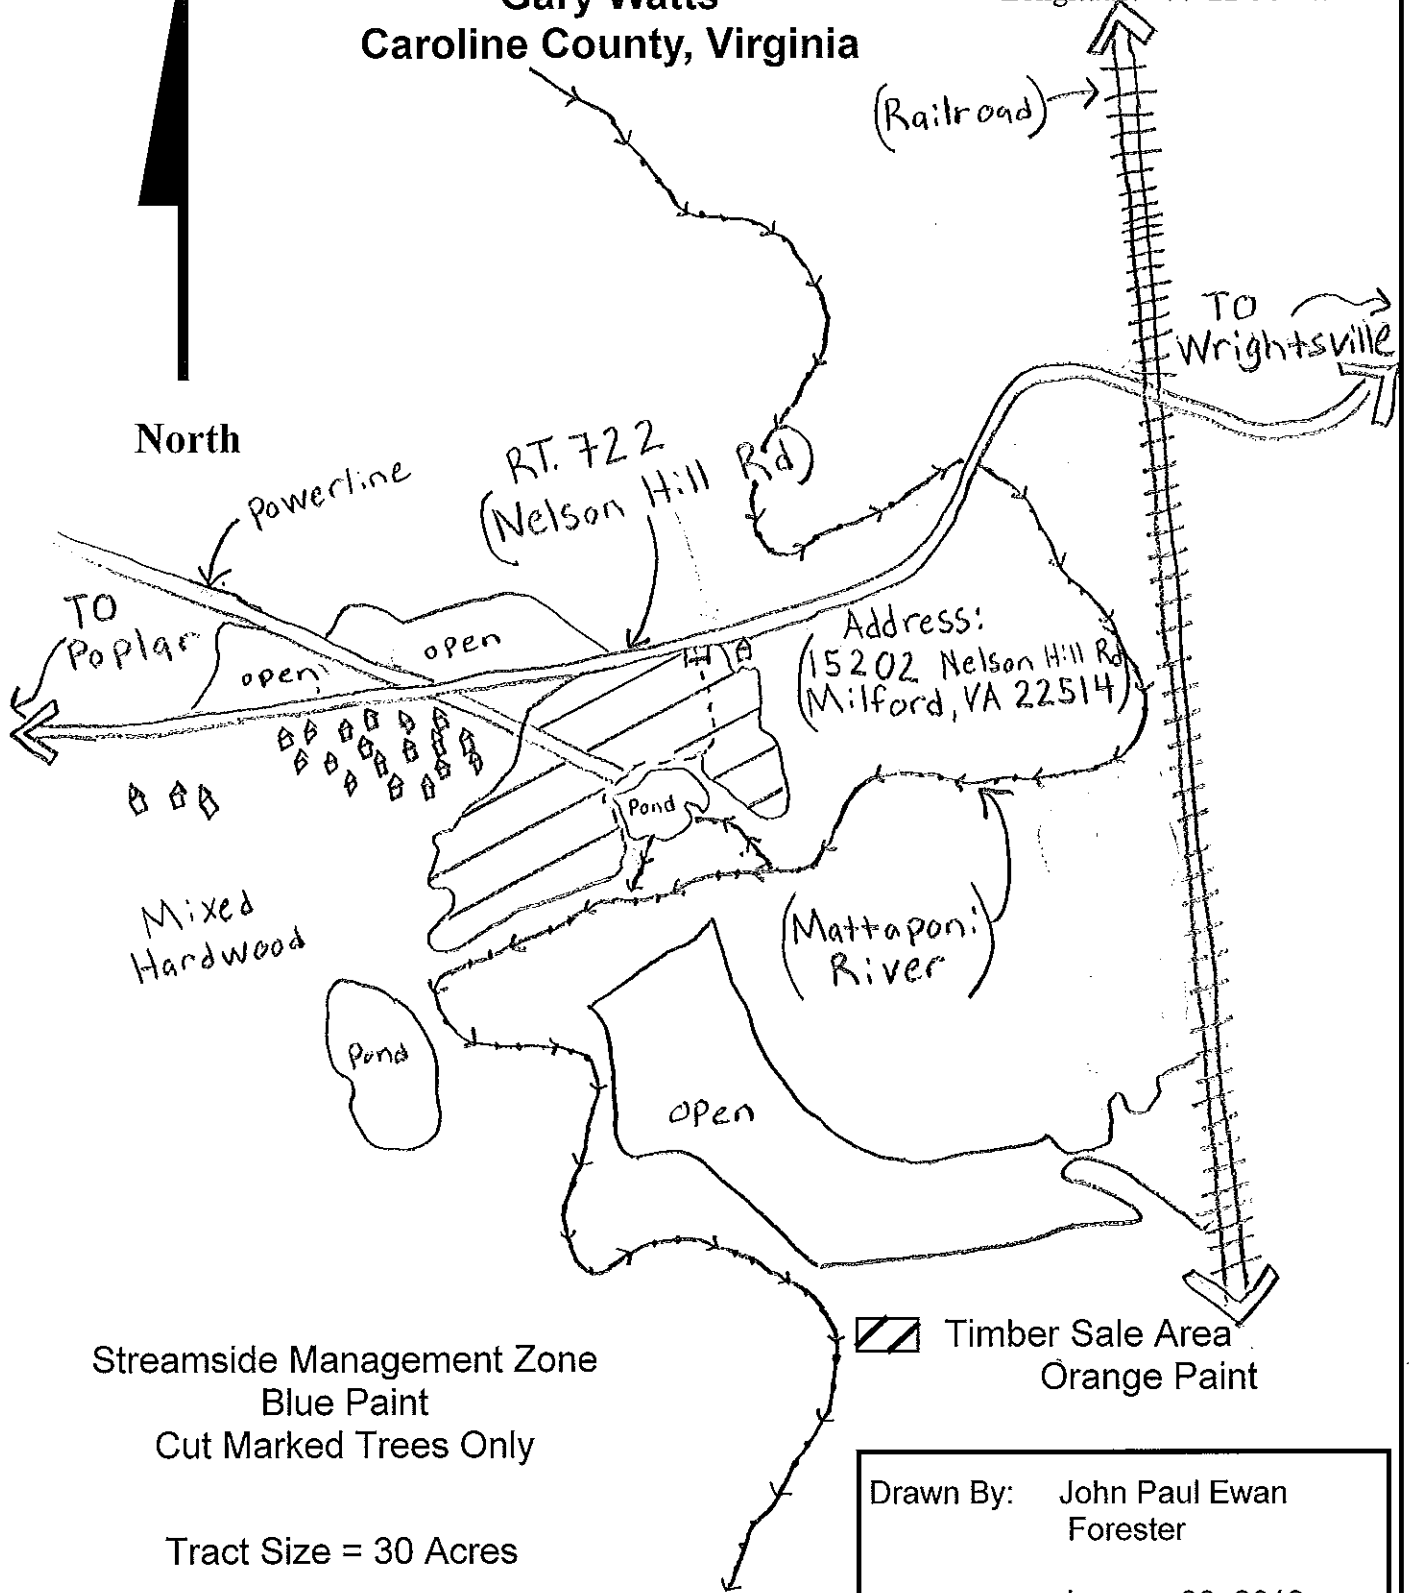 Gary Watts
Caroline County, Virginia
(Railroad)
TO
Wrightsville
North
Powerline
RT. 722
(Nelson Hill Rd)
TO
Poplar
open
open
Address:
(15202 Nelson Hill Rd
Milford, VA 22514)
Pond
Mixed
Hardwood
(Mattaponi
River)
Pond
open
Timber Sale Area
Orange Paint
Streamside Management Zone
Blue Paint
Cut Marked Trees Only
Tract Size = 30 Acres
Drawn By: John Paul Ewan
Forester